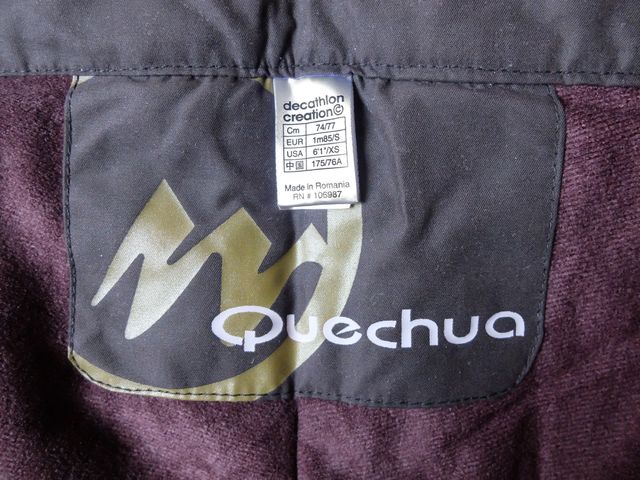 decathlon
creation©
Cm 74/77
EUR 1m85/S
USA 6'1"/XS
中国 175/76A
Made in Romania
RN # 106987
Quechua